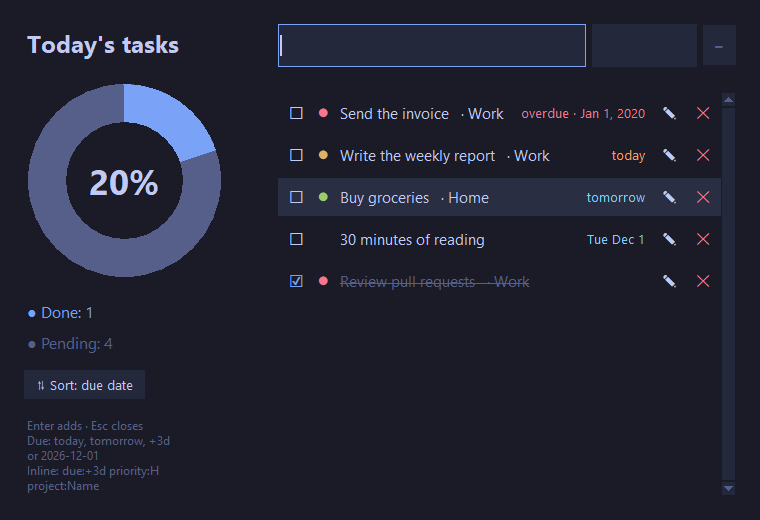 Today's tasks
–
20%
Done: 1
Pending: 4
⇅ Sort: due date
Enter adds · Esc closes
Due: today, tomorrow, +3d
or 2026-12-01
Inline: due:+3d priority:H
project:Name
Send the invoice · Work overdue · Jan 1, 2020
Write the weekly report · Work today
Buy groceries · Home tomorrow
30 minutes of reading Tue Dec 1
Review pull requests · Work